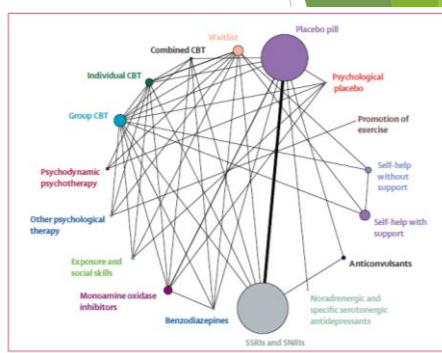 Combined CBT
Waitlist
Placebo pill
Individual CBT
Psychological
placebo
Group CBT
Promotion of
exercise
Psychodynamic
psychotherapy
Self-help
without
support
Other psychological
therapy
Self-help with
support
Exposure and
social skills
Anticonvulsants
Monoamine oxidase
inhibitors
Benzodiazepines
Noradrenergic and
specific serotonergic
antidepressants
SSRIs and SNRIs